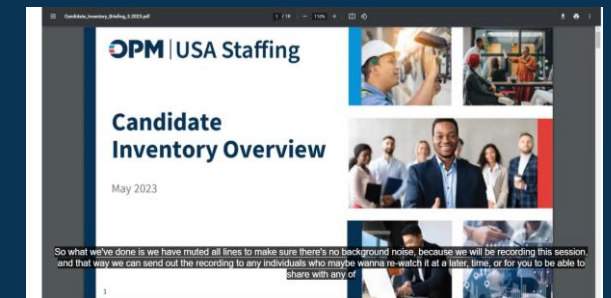 Candidate_Inventory_Briefing_5.2023.pdf
1 / 19
110%
OPM | USA Staffing
Candidate
Inventory Overview
May 2023
So what we've done is we have muted all lines to make sure there's no background noise, because we will be recording this session,
and that way we can send out the recording to any individuals who maybe wanna re-watch it at a later, time, or for you to be able to
share with any of
1